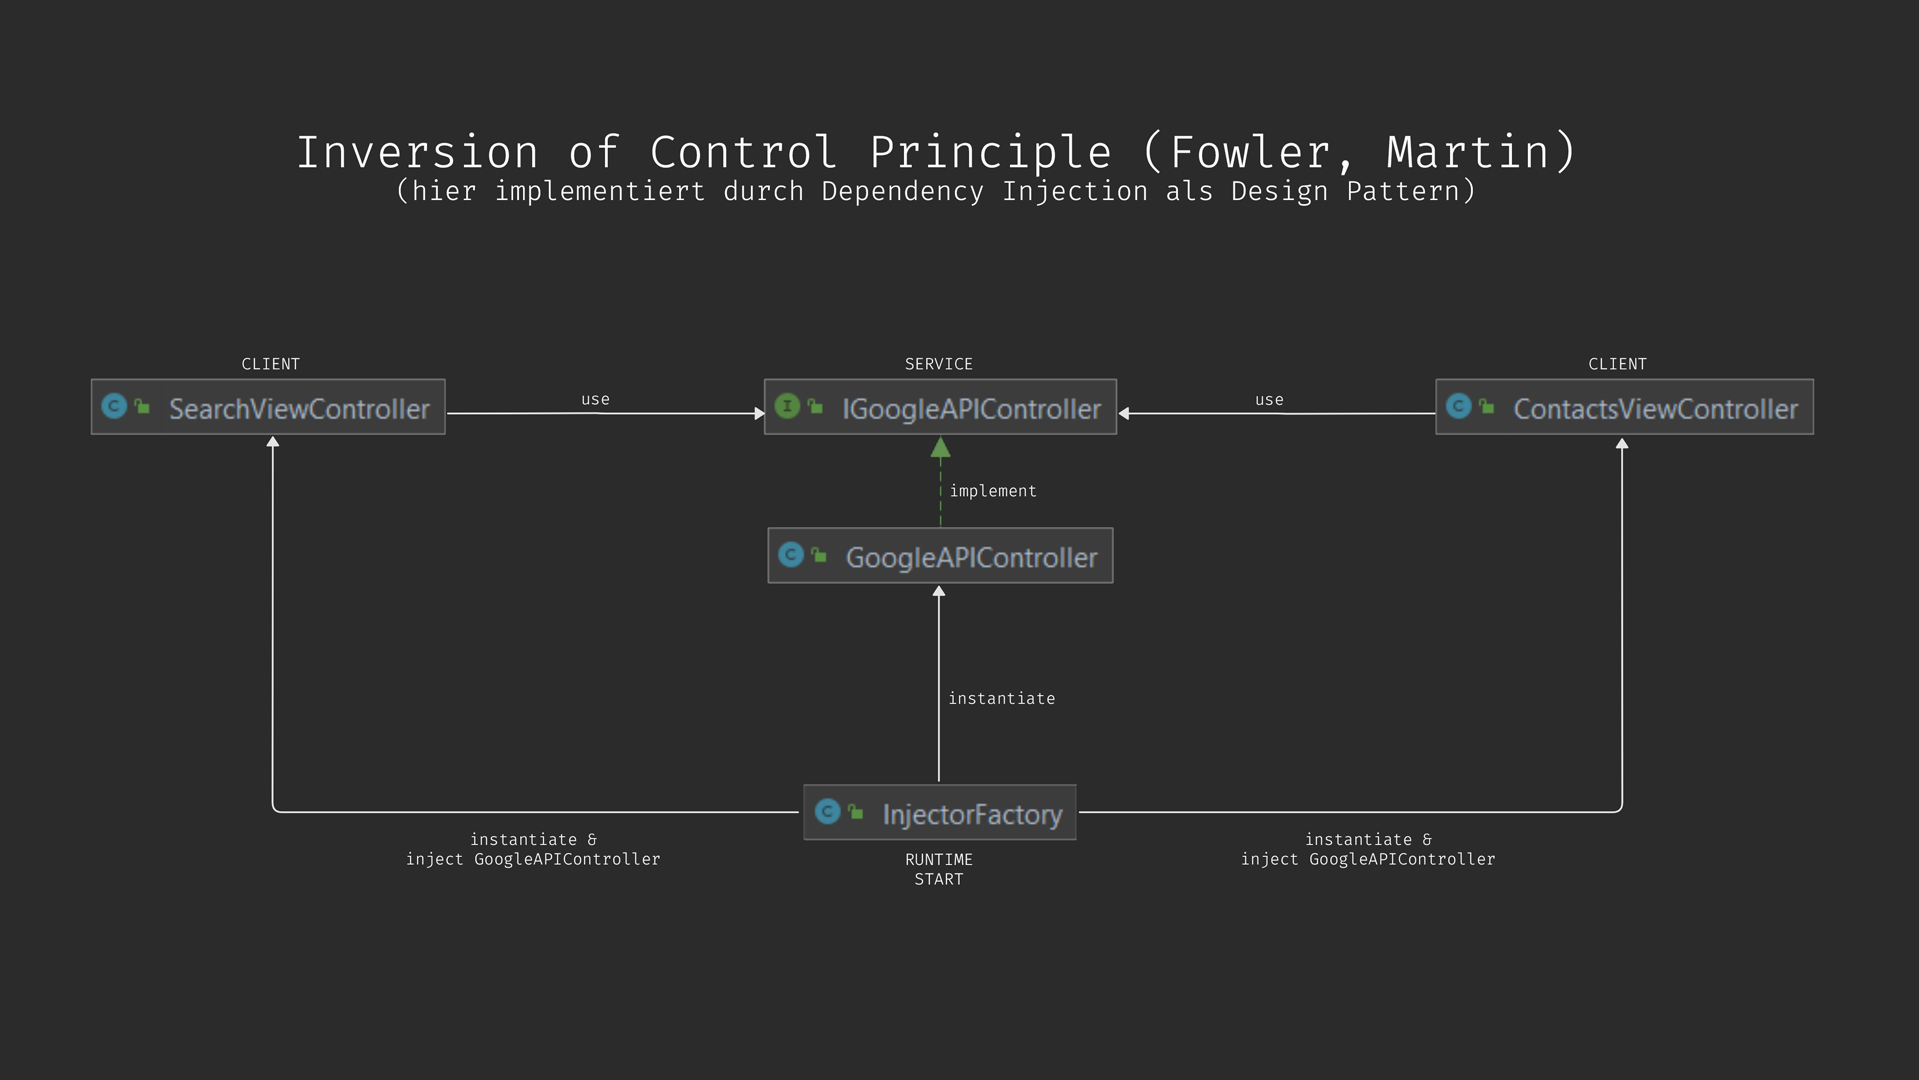 Inversion of Control Principle (Fowler, Martin)
(hier implementiert durch Dependency Injection als Design Pattern)
CLIENT
SERVICE
CLIENT
C SearchViewController
use
I IGoogleAPIController
use
C ContactsViewController
implement
C GoogleAPIController
instantiate
C InjectorFactory
instantiate &
inject GoogleAPIController
RUNTIME
START
instantiate &
inject GoogleAPIController